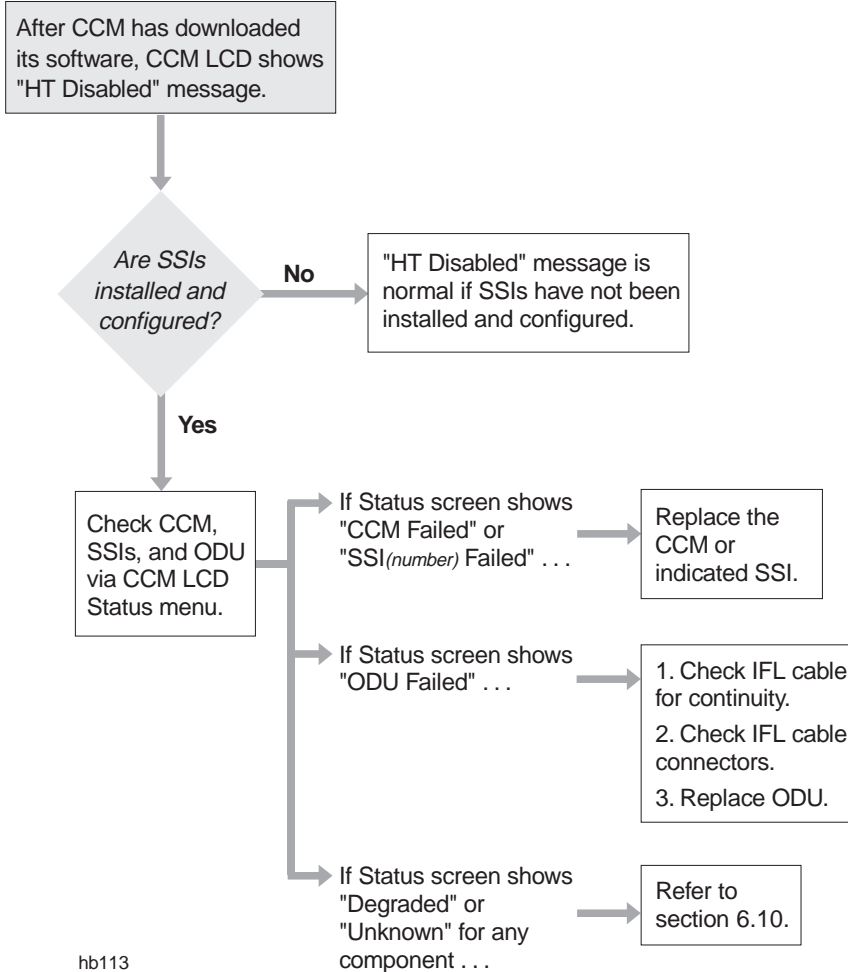 After CCM has downloaded
its software, CCM LCD shows
"HT Disabled" message.
Are SSIs
installed and
configured?
No
"HT Disabled" message is
normal if SSIs have not been
installed and configured.
Yes
Check CCM,
SSIs, and ODU
via CCM LCD
Status menu.
If Status screen shows
"CCM Failed" or
"SSI(number) Failed" . . .
Replace the
CCM or
indicated SSI.
If Status screen shows
"ODU Failed" . . .
1. Check IFL cable
for continuity.
2. Check IFL cable
connectors.
3. Replace ODU.
If Status screen shows
"Degraded" or
"Unknown" for any
component . . .
Refer to
section 6.10.
hb113